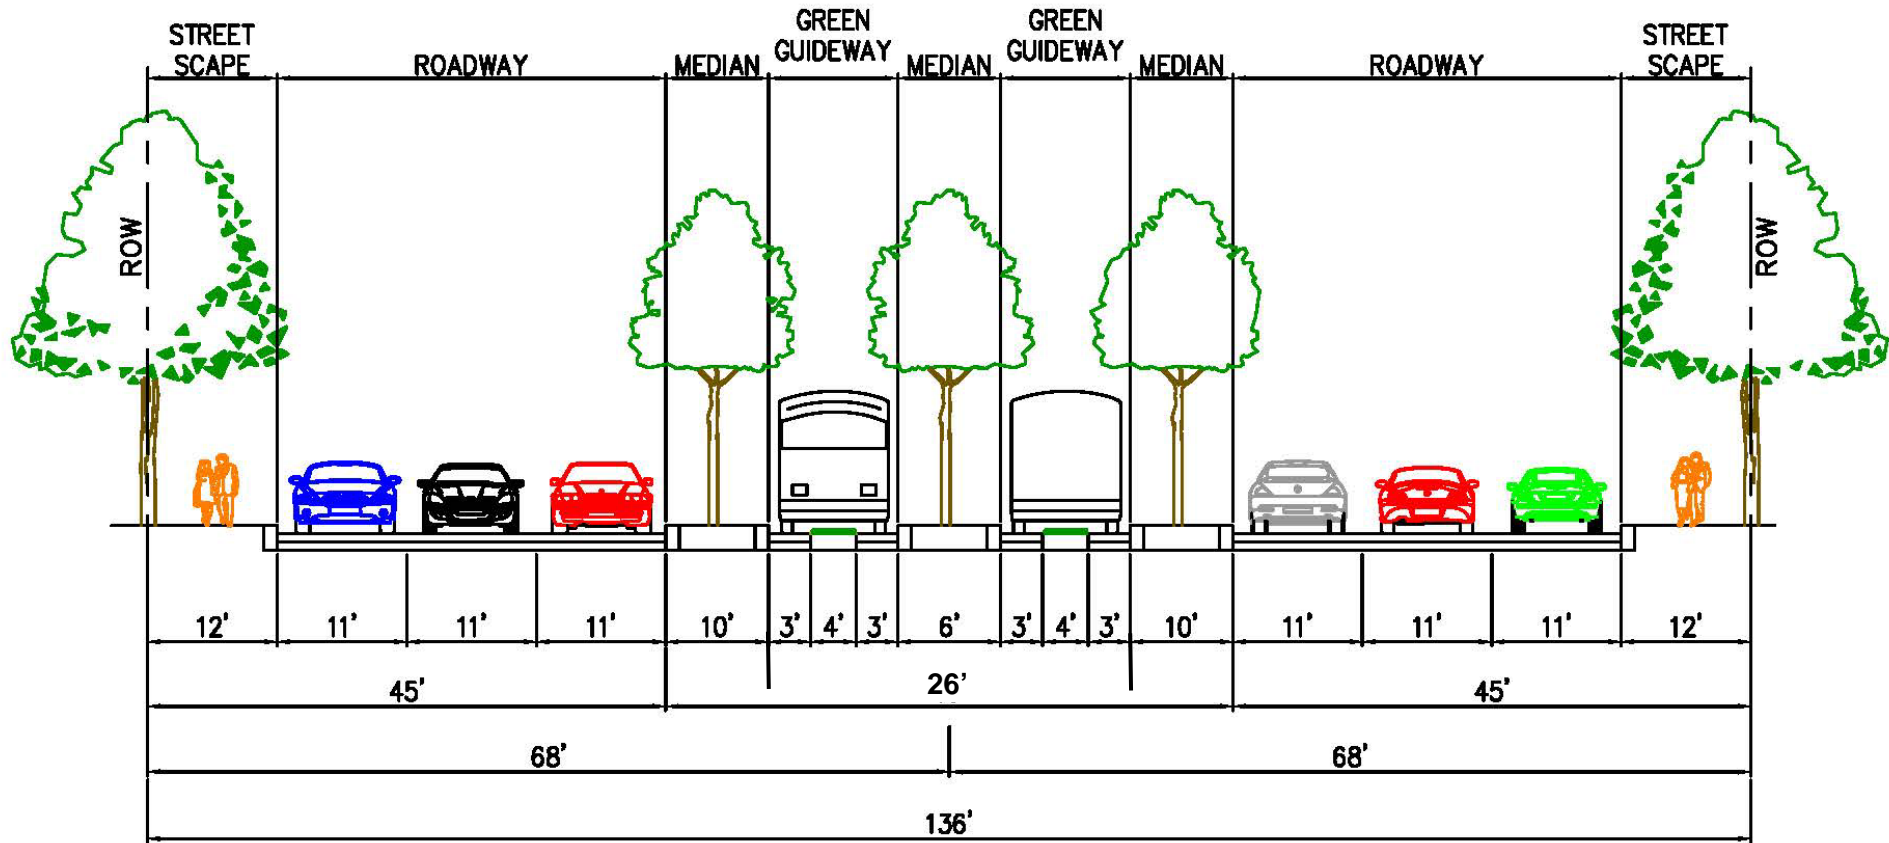 STREET
SCAPE
ROADWAY
MEDIAN
GREEN
GUIDEWAY
MEDIAN
GREEN
GUIDEWAY
MEDIAN
ROADWAY
STREET
SCAPE
ROW
ROW
12' 11' 11' 11' 10' 3' 4' 3' 6' 3' 4' 3' 10' 11' 11' 11' 12'
45' 26' 45'
68' 68'
136'